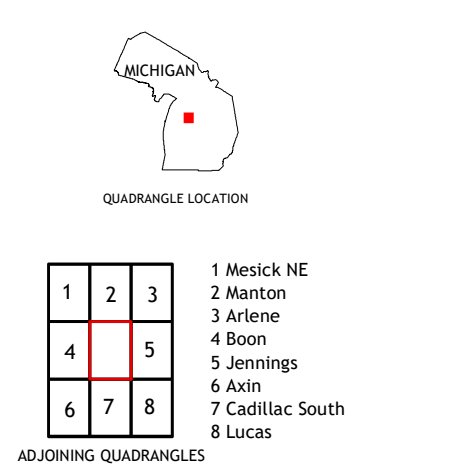 MICHIGAN
QUADRANGLE LOCATION
1 2 3
4 5
6 7 8
1 Mesick NE
2 Manton
3 Arlene
4 Boon
5 Jennings
6 Axin
7 Cadillac South
8 Lucas
ADJOINING QUADRANGLES